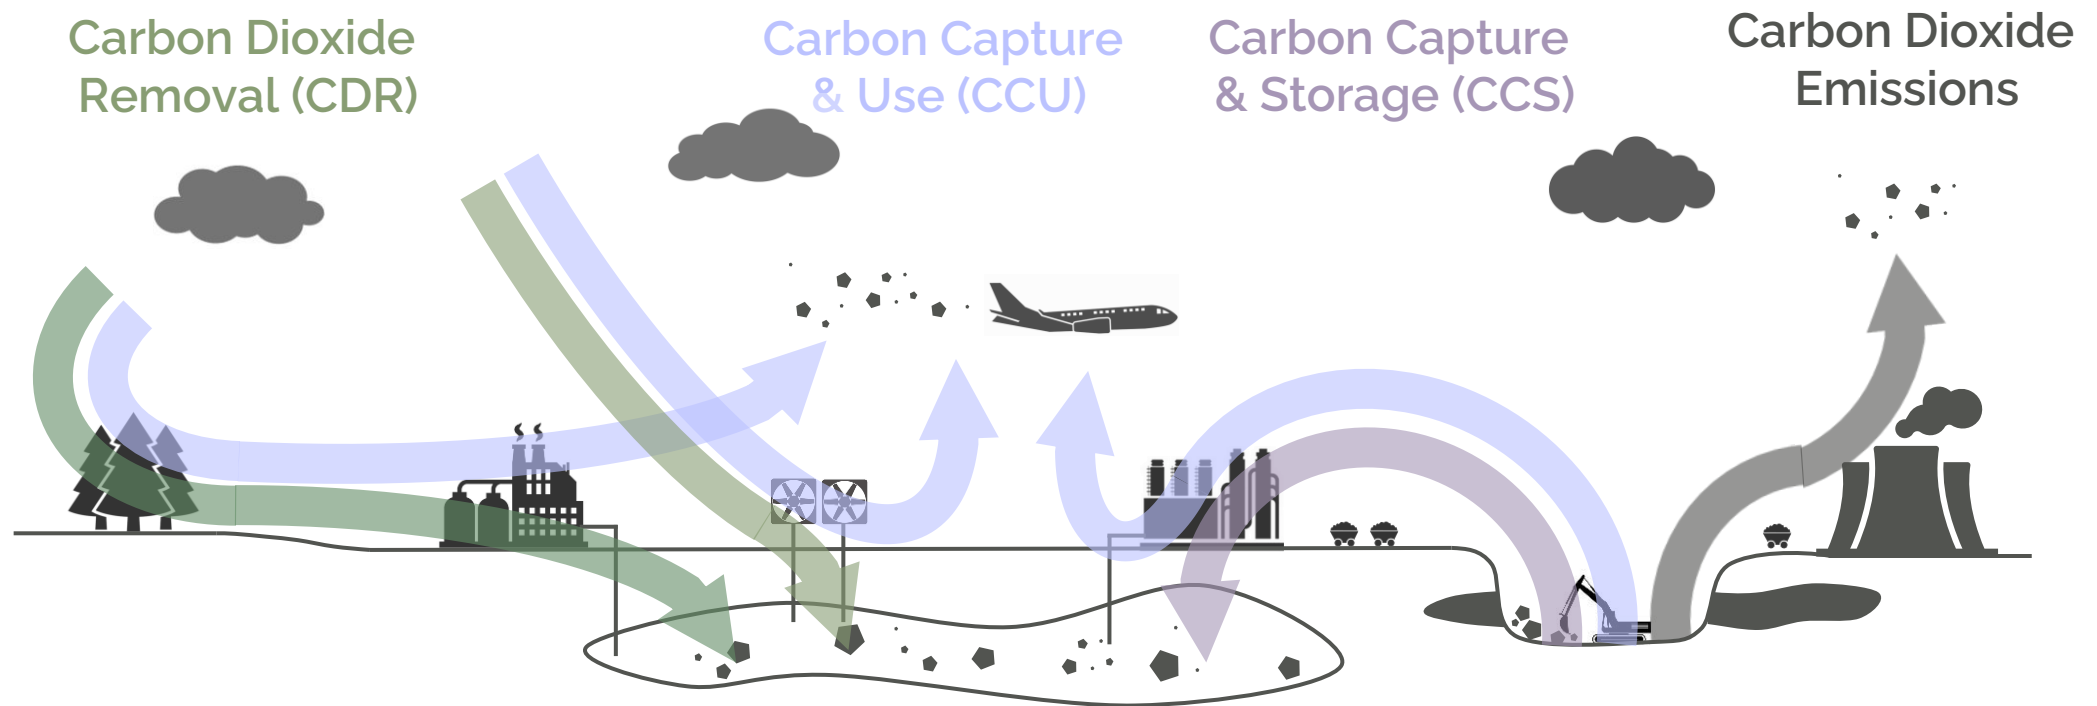 Carbon Dioxide
Removal (CDR)
Carbon Capture
& Use (CCU)
Carbon Capture
& Storage (CCS)
Carbon Dioxide
Emissions